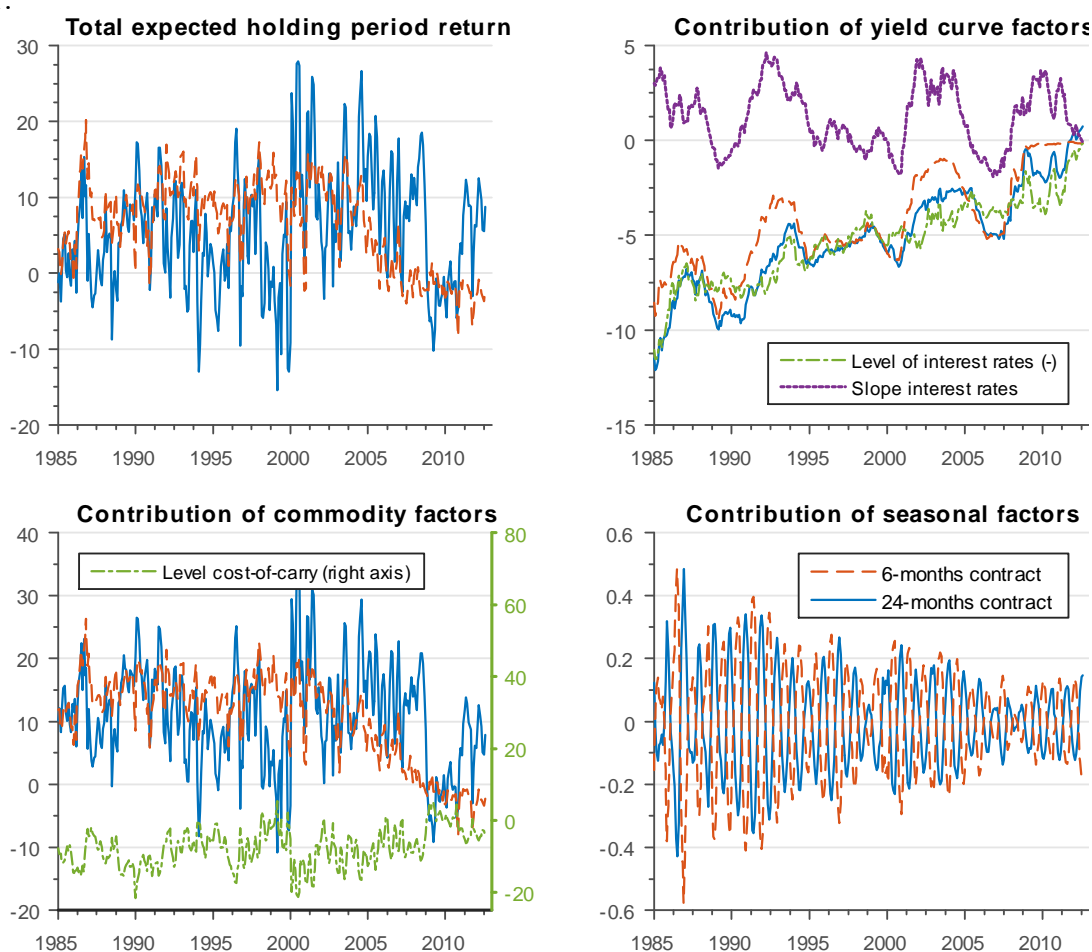 .
Total expected holding period return
30
20
10
0
-10
-20
1985 1990 1995 2000 2005 2010
Contribution of yield curve factors
5
0
-5
-10
-15
Level of interest rates (-)
Slope interest rates
1985 1990 1995 2000 2005 2010
Contribution of commodity factors
40
30
20
10
0
-10
-20
Level cost-of-carry (right axis)
80
60
40
20
0
-20
1985 1990 1995 2000 2005 2010
Contribution of seasonal factors
0.6
0.4
0.2
0
-0.2
-0.4
-0.6
6-months contract
24-months contract
1985 1990 1995 2000 2005 2010